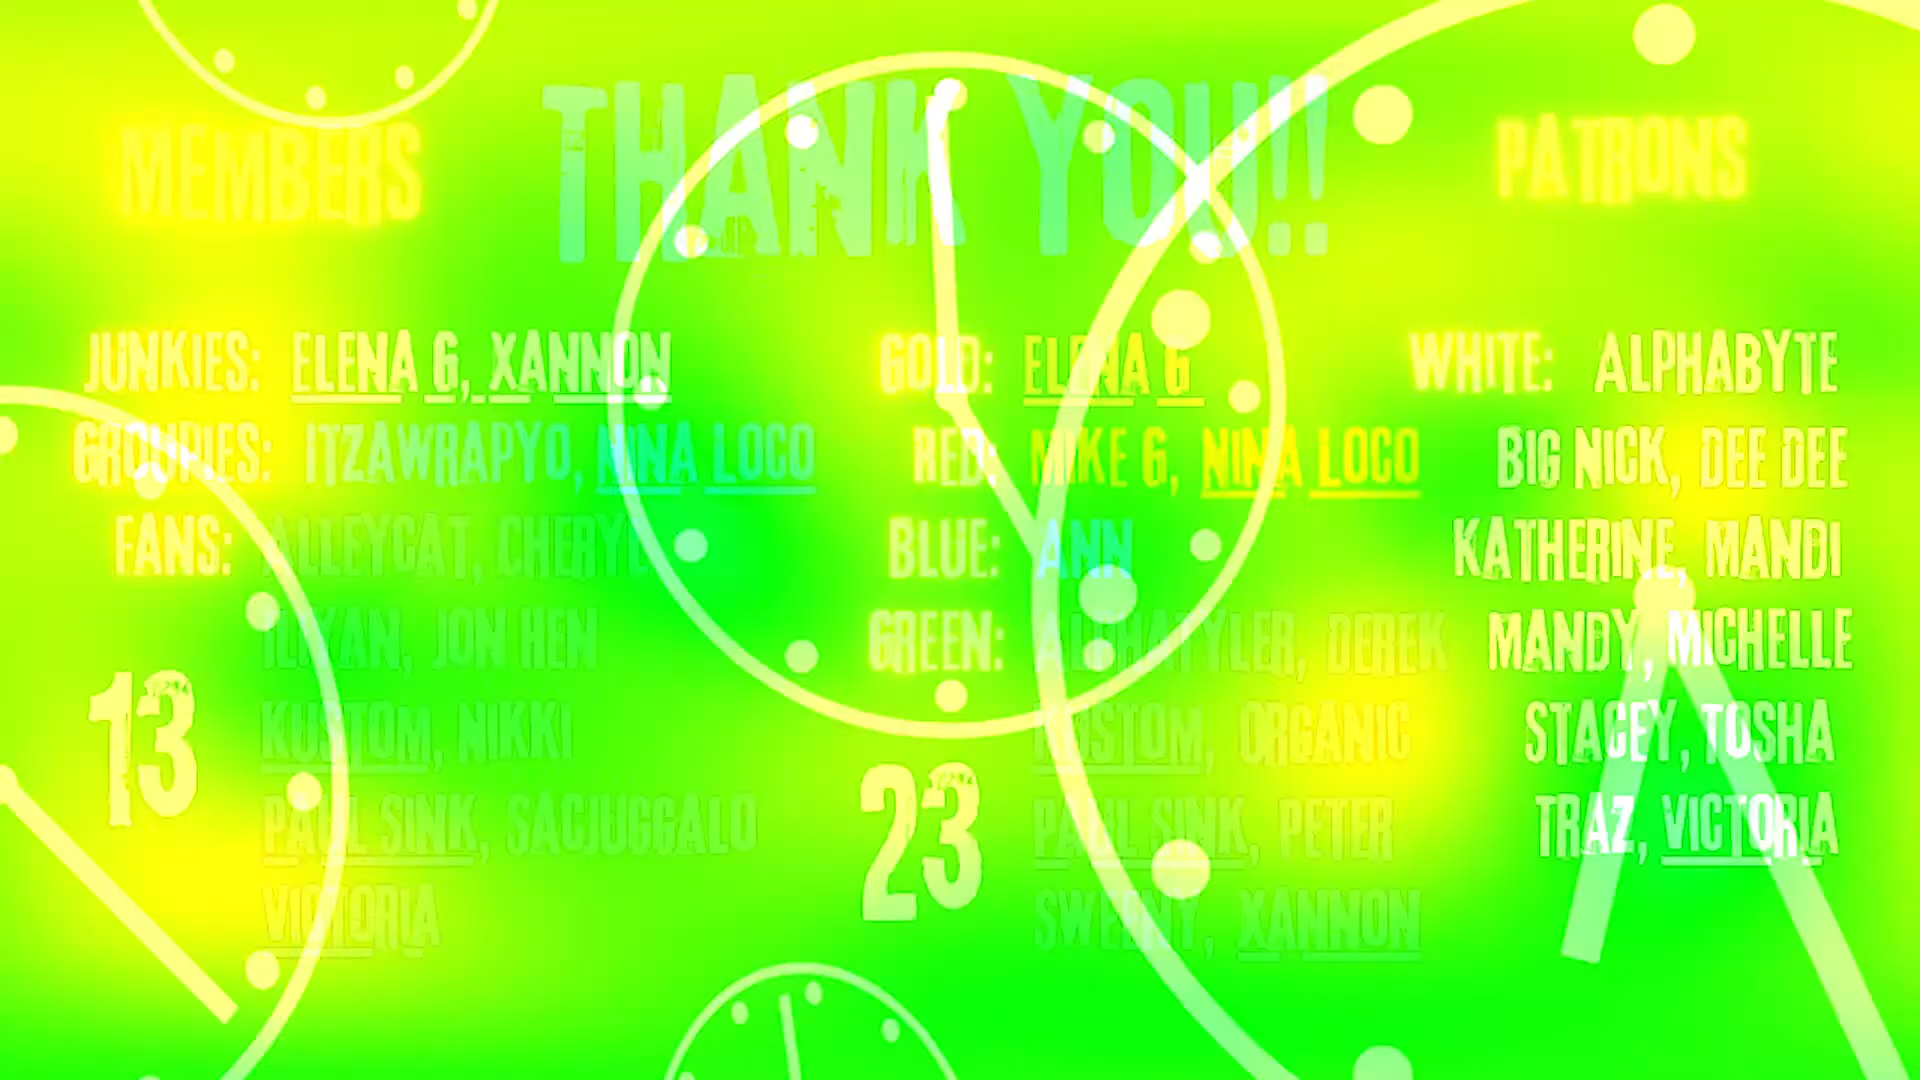 THANK YOU!!
MEMBERS
JUNKIES: ELENA G, XANNON
GROUPIES: ITZAWRAPYO, NINA LOCO
FANS: ALLEYCAT, CHERYL
ILIXAN, JON HEN
KUSTOM, NIKKI
PAUL SINK, SACJUGGALO
VICTORIA
13
PATRONS
GOLD: ELENA G
RED: MIKE G, NINA LOCO
BLUE: ANN
GREEN: ALPHATYLER, DEREK
KUSTOM, ORGANIC
PAUL SINK, PETER
SWEENY, XANNON
23
WHITE: ALPHABYTE
BIG NICK, DEE DEE
KATHERINE, MANDI
MANDY, MICHELLE
STACEY, TOSHA
TRAZ, VICTORIA